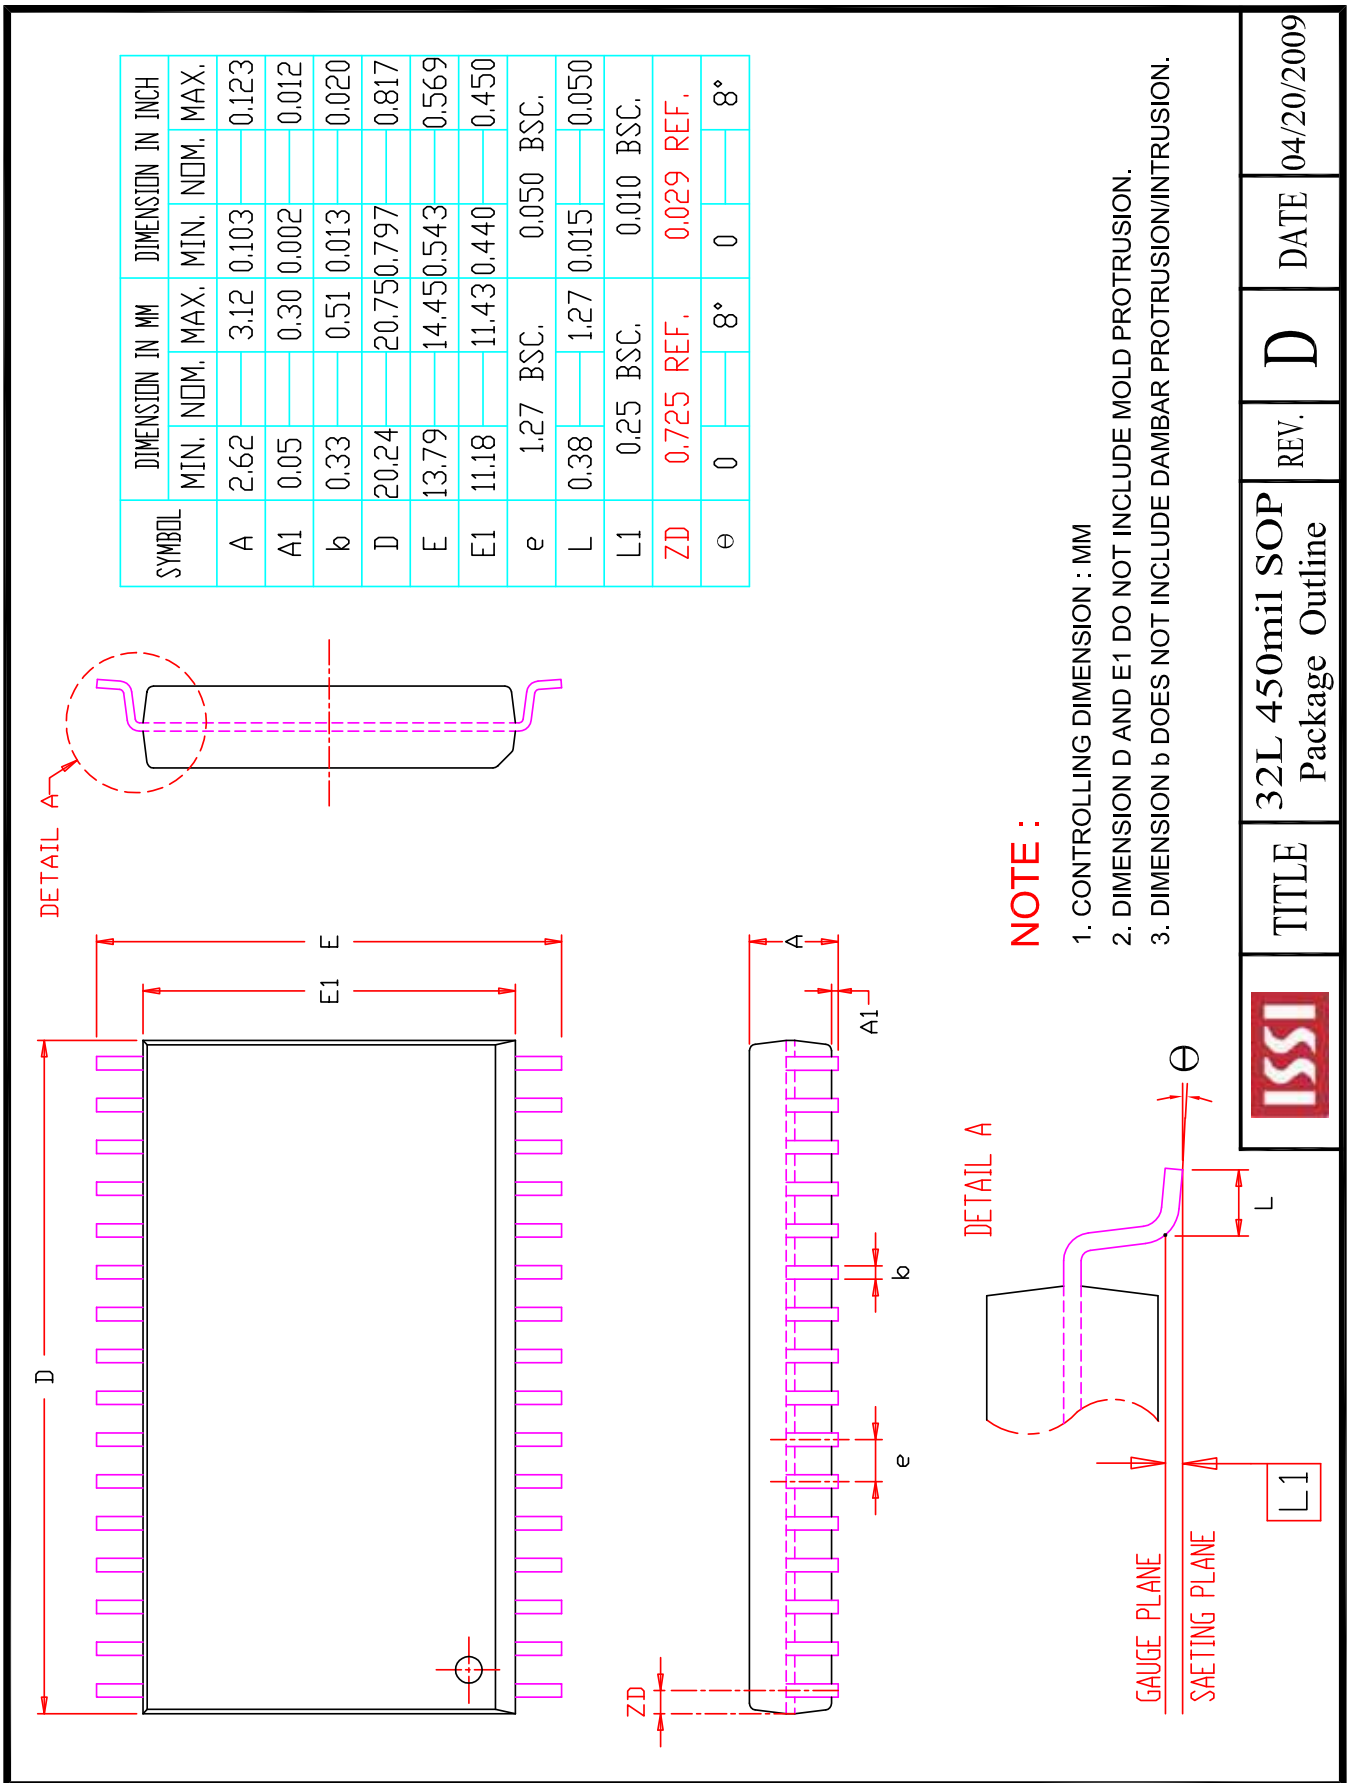 DETAIL A
SYMBOL DIMENSION IN MM DIMENSION IN INCH
MIN. NOM. MAX. MIN. NOM. MAX.
A 2.62 3.12 0.103 0.123
A1 0.05 0.30 0.002 0.012
b 0.33 0.51 0.013 0.020
D 20.24 20.75 0.797 0.817
E 13.79 14.45 0.543 0.569
E1 11.18 11.43 0.440 0.450
e 1.27 BSC. 0.050 BSC.
L 0.38 1.27 0.015 0.050
L1 0.25 BSC. 0.010 BSC.
ZD 0.725 REF. 0.029 REF.
θ 0 8° 0 8°
D
E1
E
ZD
e
b
A1
A
DETAIL A
GAUGE PLANE
SAETING PLANE
L1
L
θ
NOTE :
1. CONTROLLING DIMENSION : MM
2. DIMENSION D AND E1 DO NOT INCLUDE MOLD PROTRUSION.
3. DIMENSION b DOES NOT INCLUDE DAMBAR PROTRUSION/INTRUSION.
ISSI
TITLE
32L 450mil SOP
Package Outline
REV.
D
DATE
04/20/2009